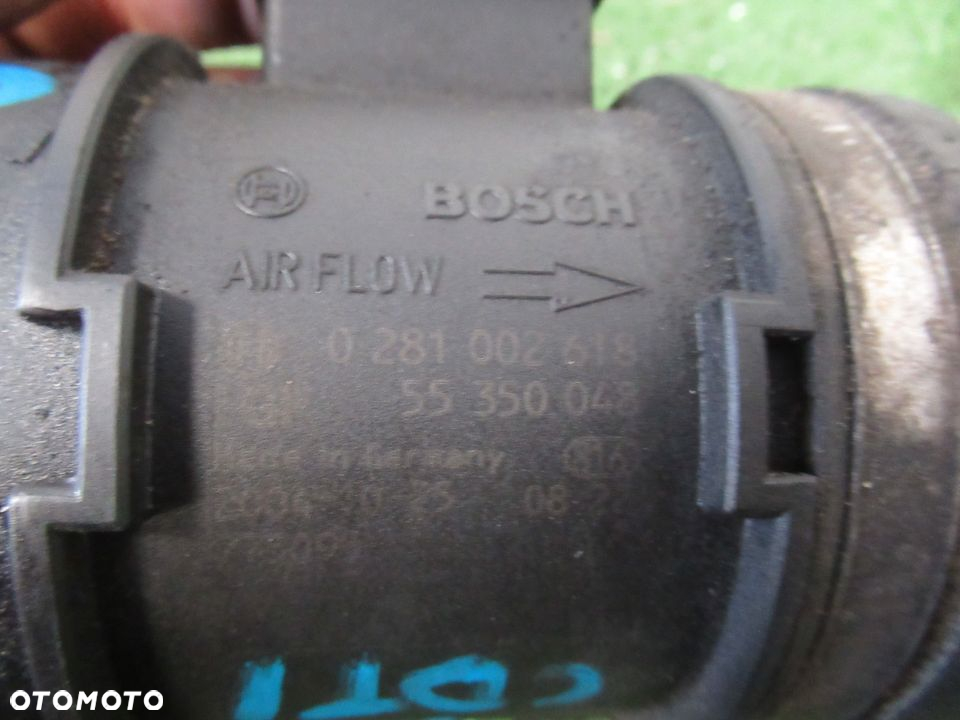 BOSCH
AIR FLOW
0 281 002 618
55 350 048
Made in Germany
CDTI
OTOMOTO